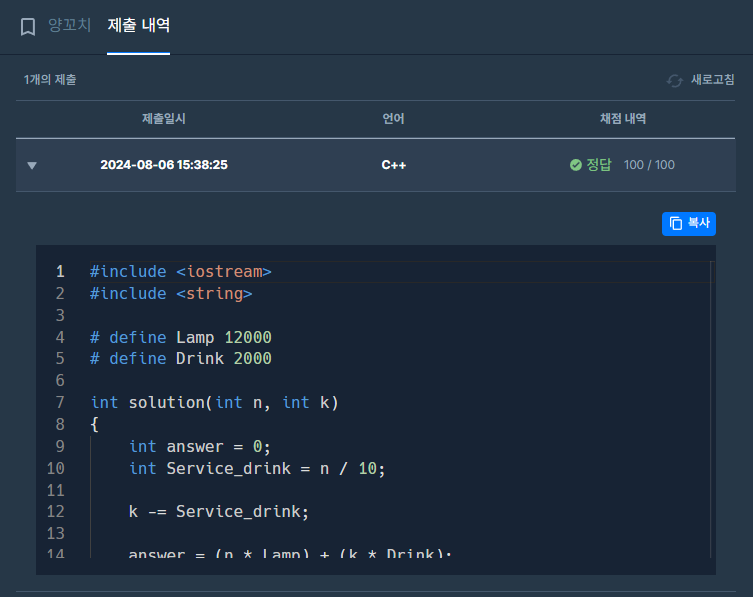 양꼬치 제출 내역
1개의 제출 새로고침
제출일시 언어 채점 내역
2024-08-06 15:38:25 C++ 정답 100 / 100
복사
1 #include <iostream>
2 #include <string>
3
4 # define Lamp 12000
5 # define Drink 2000
6
7 int solution(int n, int k)
8 {
9 int answer = 0;
10 int Service_drink = n / 10;
11
12 k -= Service_drink;
13
14 answer = (n * Lamp) + (k * Drink);